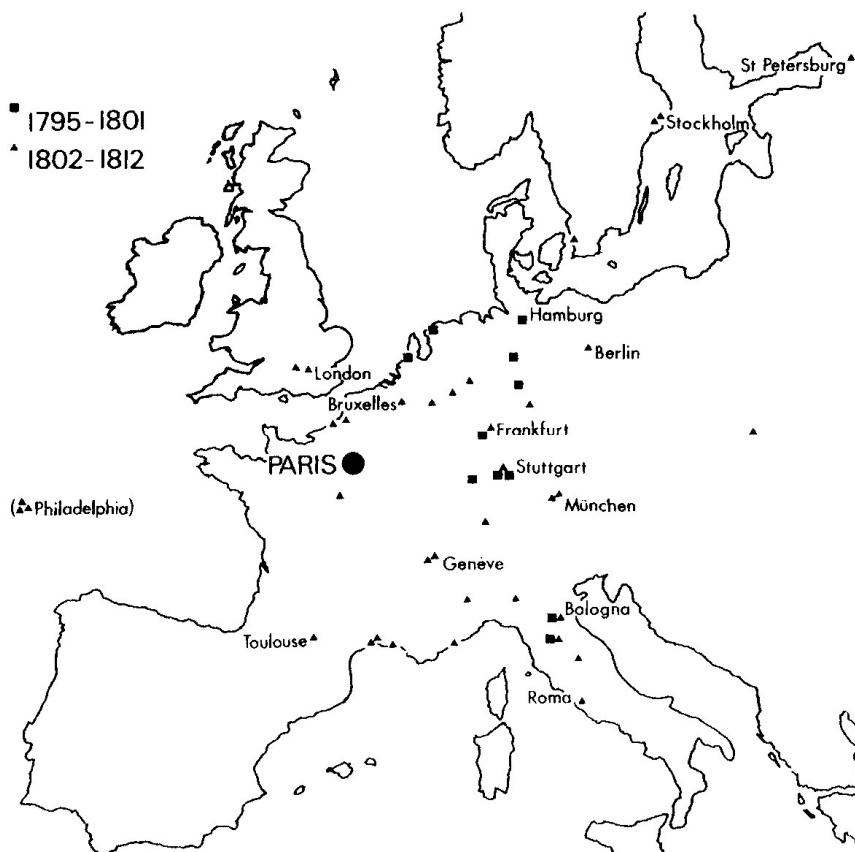 St Petersburg
1795-1801
Stockholm
1802-1812
Hamburg
Berlin
London
Bruxelles
Frankfurt
PARIS
Stuttgart
(Philadelphia)
München
Genève
Bologna
Toulouse
Roma